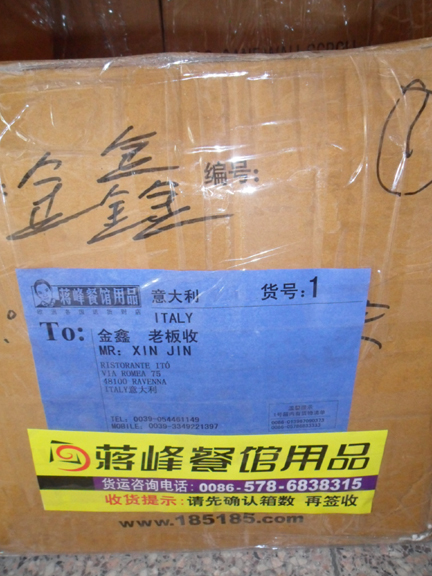 金鑫
编号:
1
蒋峰餐馆用品 意大利 货号:1
ITALY
To: 金鑫 老板收
MR: XIN JIN
RISTORANTE ITÓ
VIA ROMEA 75
48100 RAVENNA
ITALY意大利
TEL: 0039-054461149
MOBILE: 0039-3349221397
蒋峰餐馆用品
货运咨询电话: 0086-578-6838315
收货提示:请先确认箱数 再签收
www.185185.com